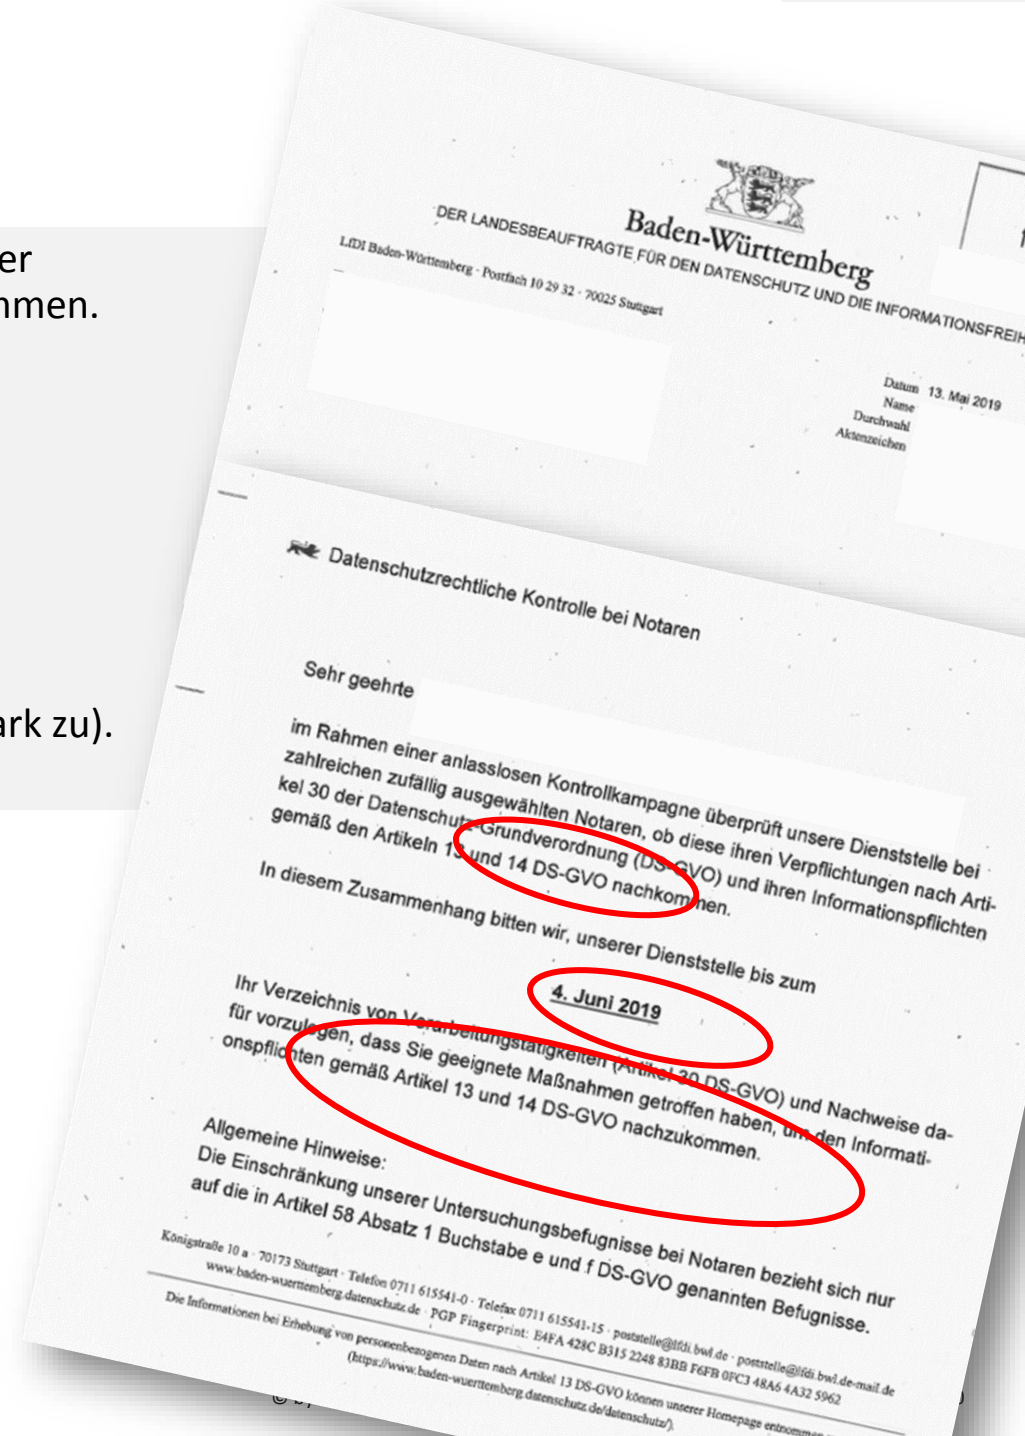 er
mmen.
ark zu).
Baden-Württemberg
DER LANDESBEAUFTRAGTE FÜR DEN DATENSCHUTZ UND DIE INFORMATIONSFREIH
LfDI Baden-Württemberg · Postfach 10 29 32 · 70025 Stuttgart
Datum 13. Mai 2019
Name
Durchwahl
Aktenzeichen
Datenschutzrechtliche Kontrolle bei Notaren
Sehr geehrte
im Rahmen einer anlasslosen Kontrollkampagne überprüft unsere Dienststelle bei
zahlreichen zufällig ausgewählten Notaren, ob diese ihren Verpflichtungen nach Arti-
kel 30 der Datenschutz-Grundverordnung (DS-GVO) und ihren Informationspflichten
gemäß den Artikeln 13 und 14 DS-GVO nachkommen.
In diesem Zusammenhang bitten wir, unserer Dienststelle bis zum
4. Juni 2019
Ihr Verzeichnis von Verarbeitungstätigkeiten (Artikel 30 DS-GVO) und Nachweise da-
für vorzulegen, dass Sie geeignete Maßnahmen getroffen haben, um den Informati-
onspflichten gemäß Artikel 13 und 14 DS-GVO nachzukommen.
Allgemeine Hinweise:
Die Einschränkung unserer Untersuchungsbefugnisse bei Notaren bezieht sich nur
auf die in Artikel 58 Absatz 1 Buchstabe e und f DS-GVO genannten Befugnisse.
Königstraße 10 a · 70173 Stuttgart · Telefon 0711 615541-0 · Telefax 0711 615541-15 · poststelle@lfdi.bwl.de · poststelle@lfdi.bwl.de-mail.de
www.baden-wuerttemberg.datenschutz.de · PGP Fingerprint: E4FA 428C B315 2248 83BB F6FB 0FC3 48A6 4A32 5962
Die Informationen bei Erhebung von personenbezogenen Daten nach Artikel 13 DS-GVO können unserer Homepage entnommen
(https://www.baden-wuerttemberg.datenschutz.de/datenschutz/).